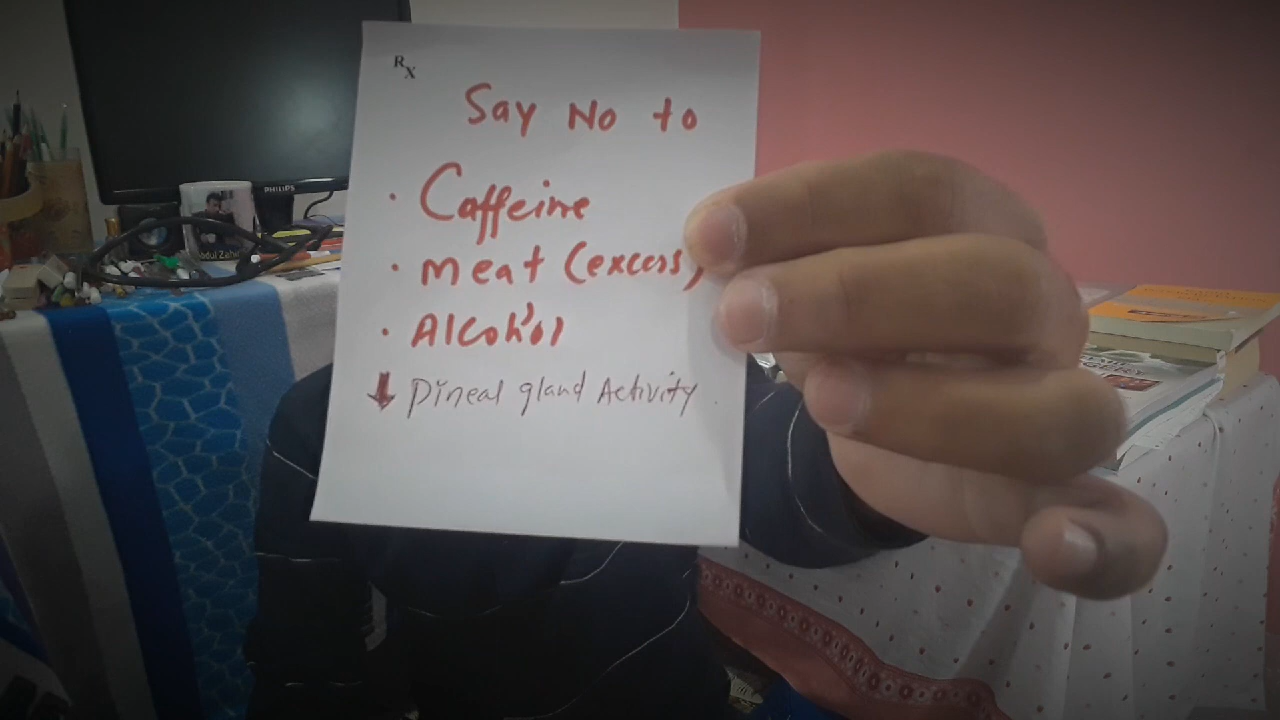 Rx
Say No to
· Caffeine
· Meat (excess)
· Alcohol
↓ Pineal gland Activity.
PHILIPS